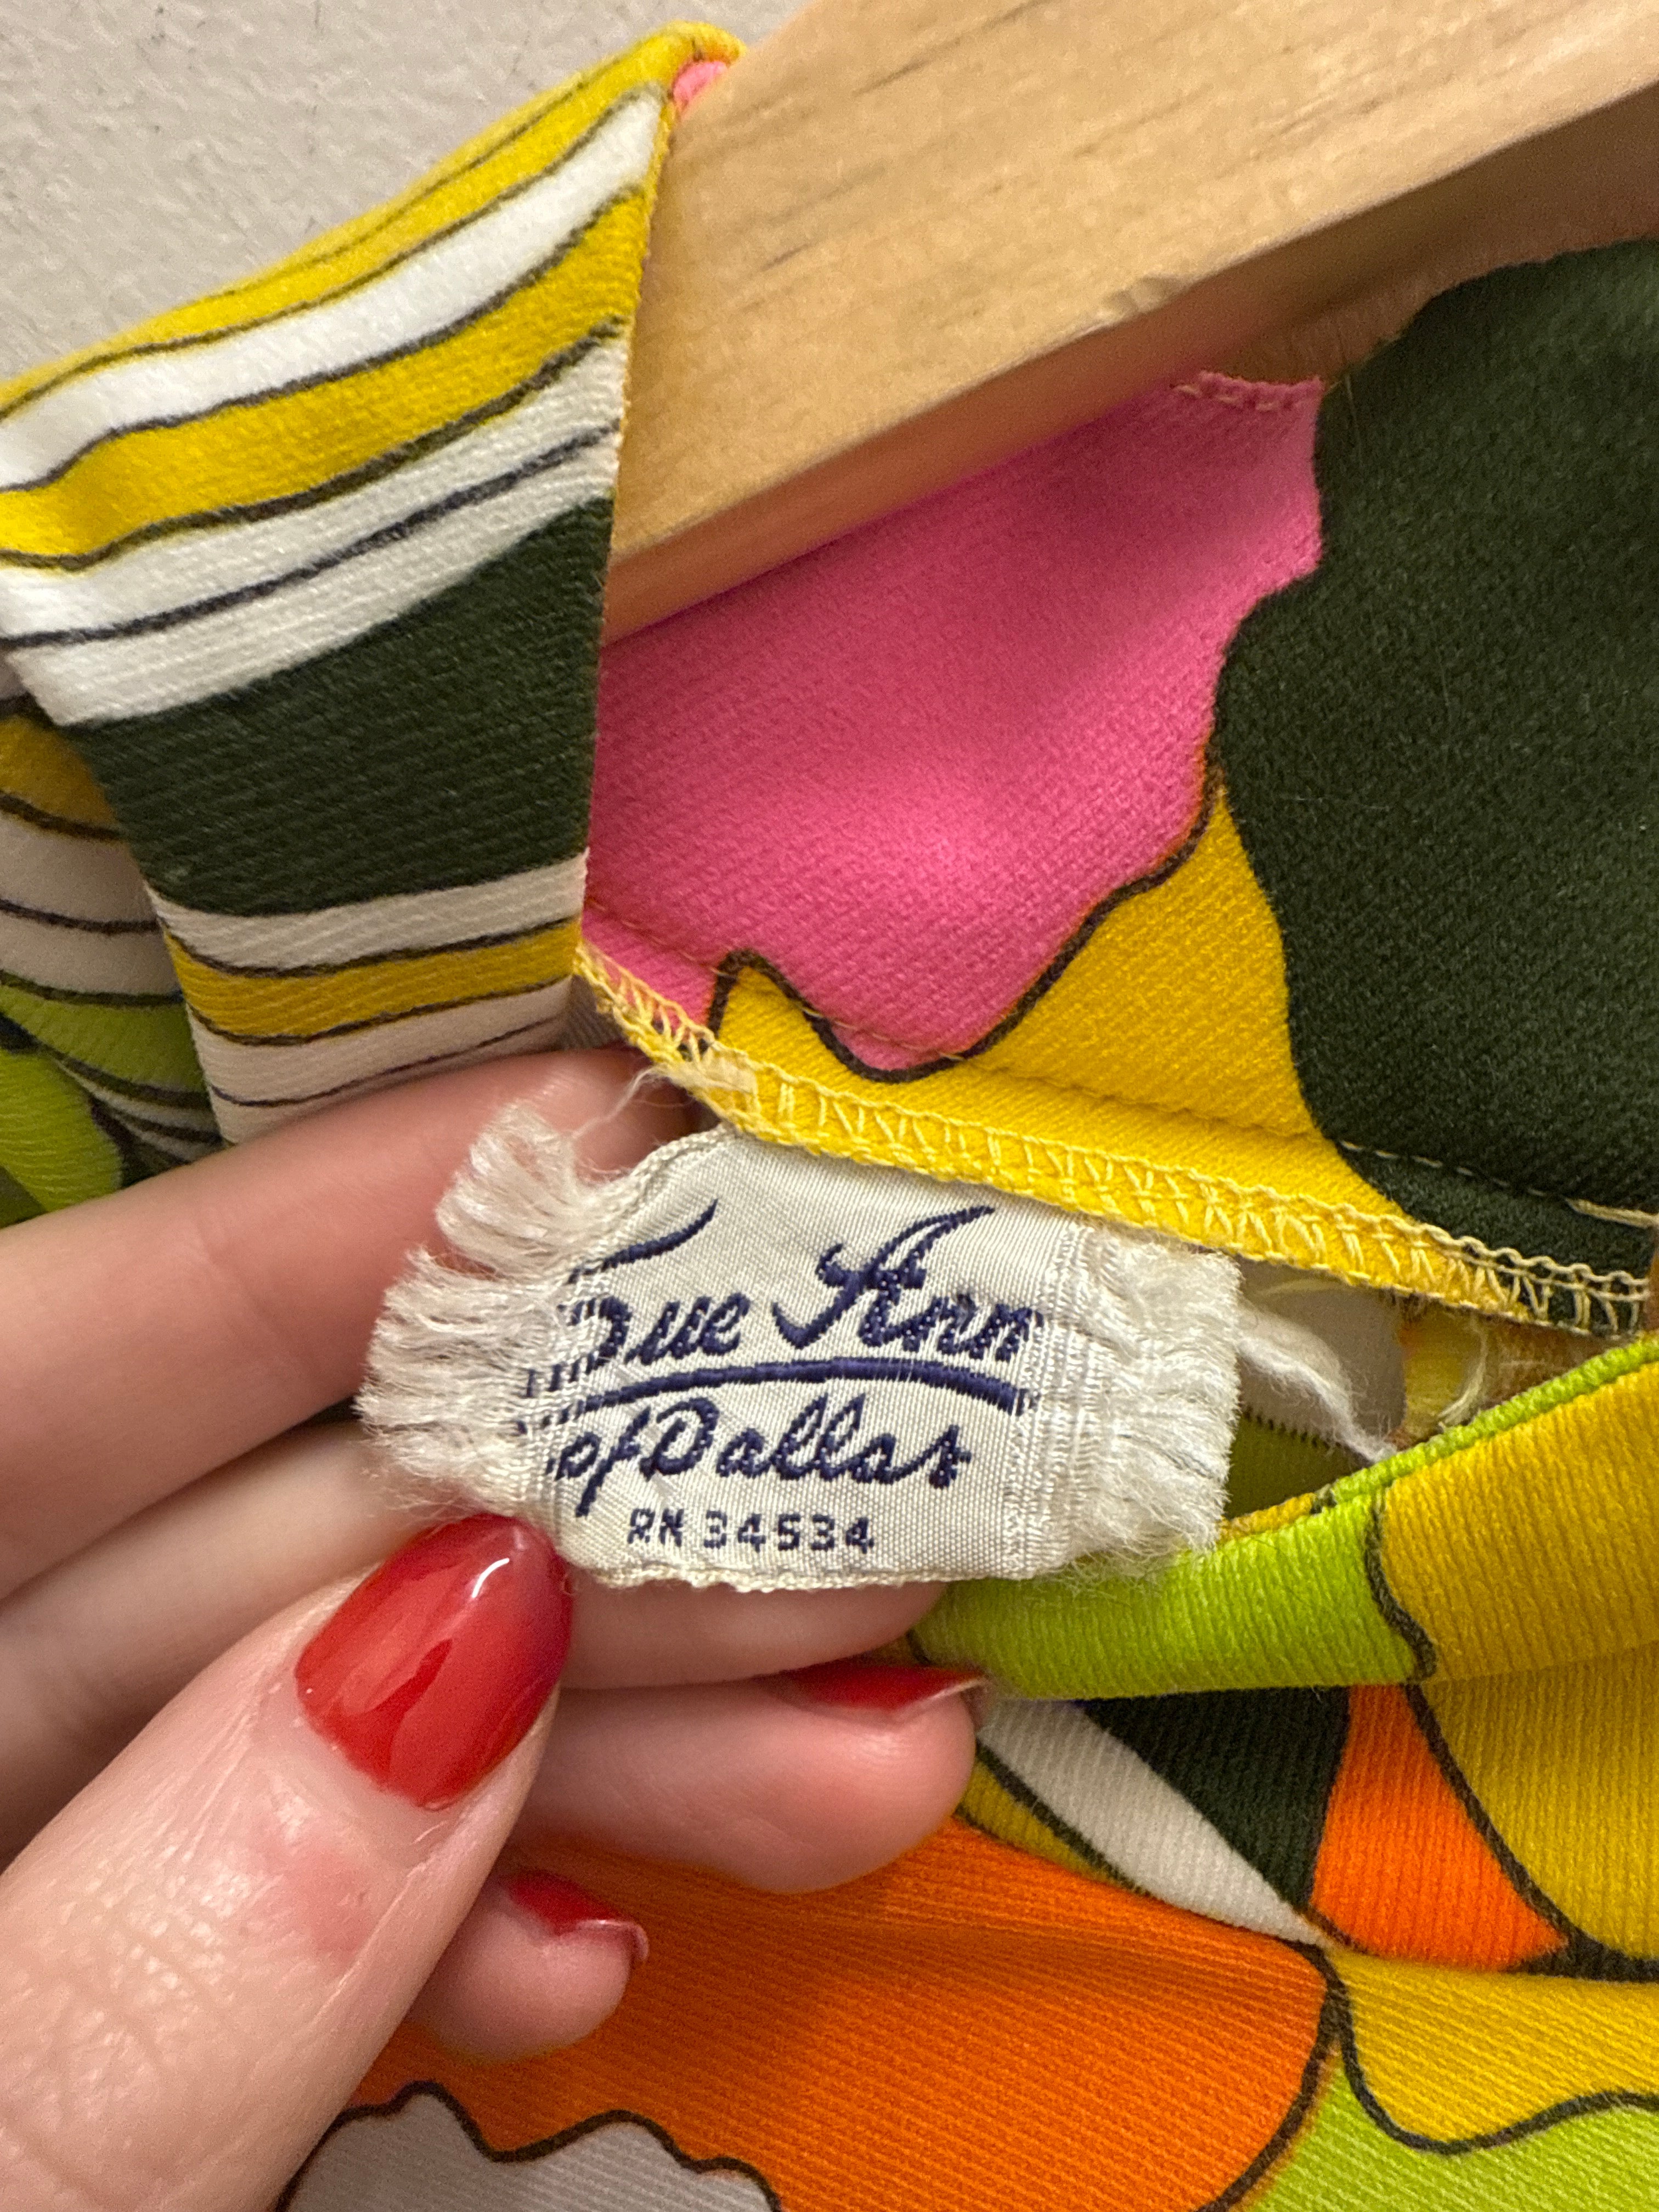 Sue Ann
of Dallas
RN 34534